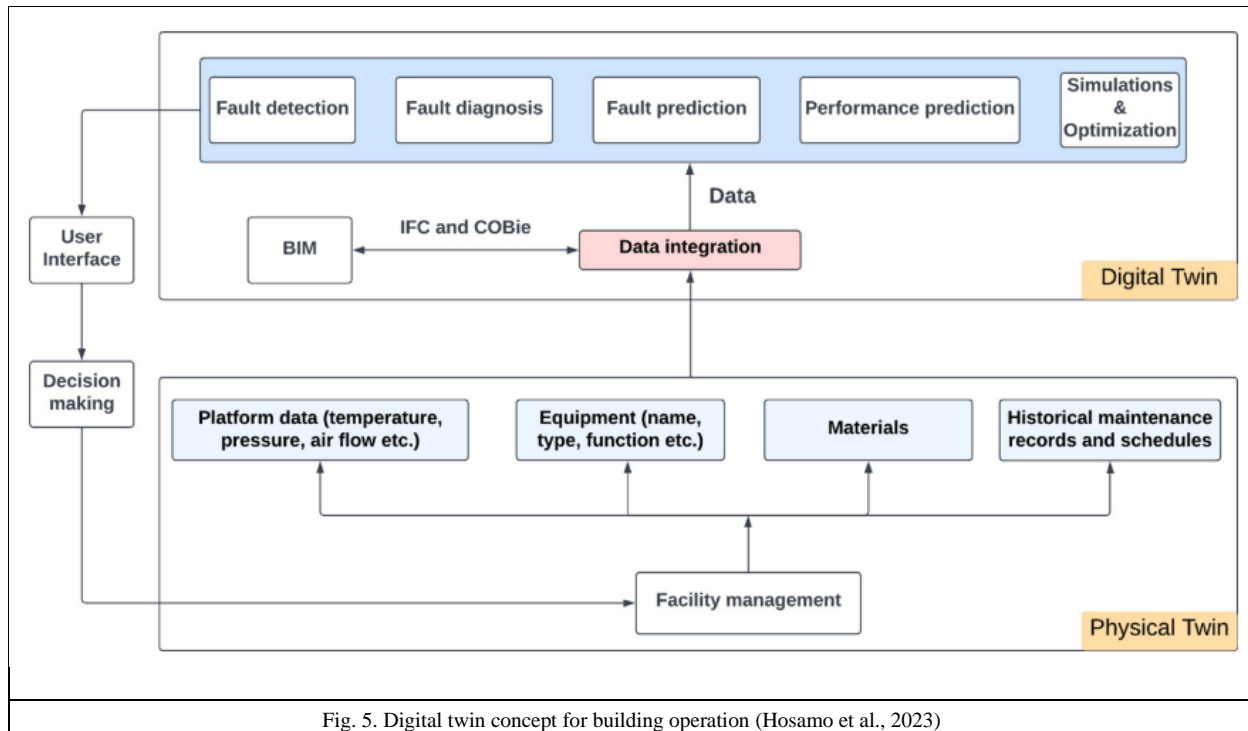 Fault detection
Fault diagnosis
Fault prediction
Performance prediction
Simulations
&
Optimization
Data
User
Interface
BIM
IFC and COBie
Data integration
Digital Twin
Decision
making
Platform data (temperature,
pressure, air flow etc.)
Equipment (name,
type, function etc.)
Materials
Historical maintenance
records and schedules
Facility management
Physical Twin
Fig. 5. Digital twin concept for building operation (Hosamo et al., 2023)